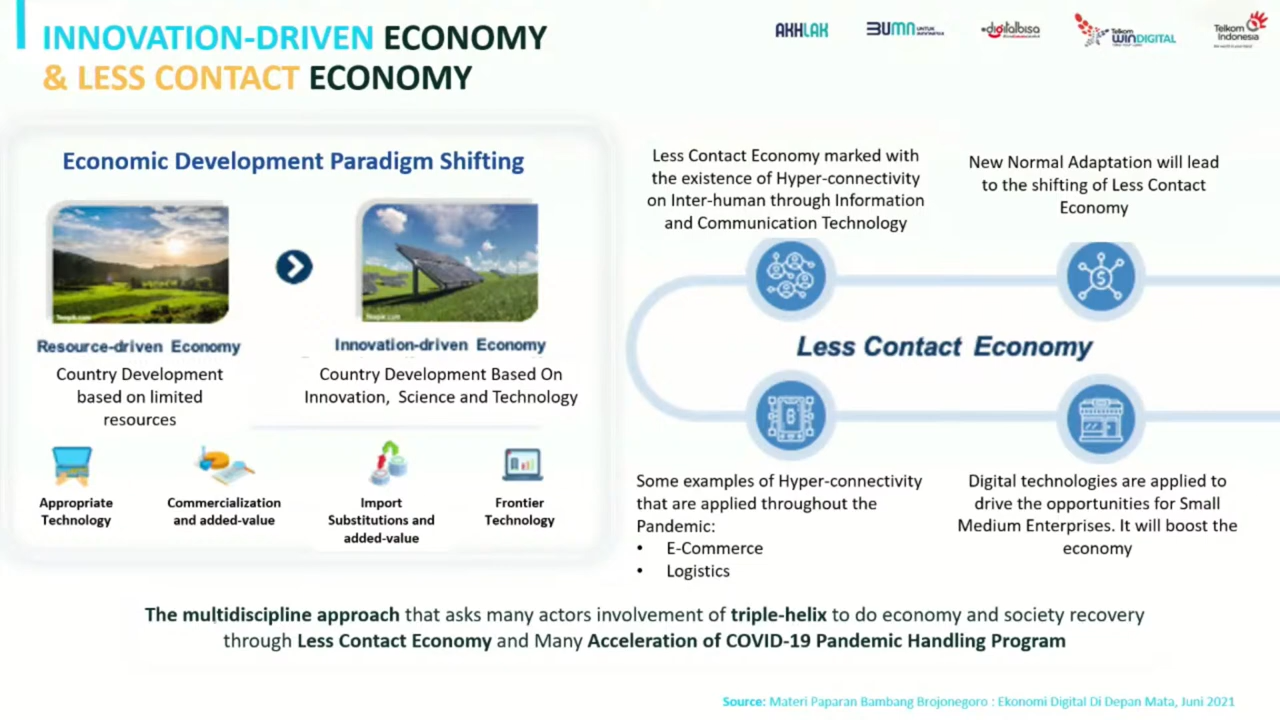 INNOVATION-DRIVEN ECONOMY
& LESS CONTACT ECONOMY
AKHLAK
BUMN UNTUK INDONESIA
digitalbisa
Telkom
WINDIGITAL
Telkom
Indonesia
Economic Development Paradigm Shifting
Resource-driven Economy
Country Development
based on limited
resources
Innovation-driven Economy
Country Development Based On
Innovation, Science and Technology
Appropriate
Technology
Commercialization
and added-value
Import
Substitutions and
added-value
Frontier
Technology
Less Contact Economy marked with
the existence of Hyper-connectivity
on Inter-human through Information
and Communication Technology
New Normal Adaptation will lead
to the shifting of Less Contact
Economy
Less Contact Economy
Some examples of Hyper-connectivity
that are applied throughout the
Pandemic:
• E-Commerce
• Logistics
Digital technologies are applied to
drive the opportunities for Small
Medium Enterprises. It will boost the
economy
The multidiscipline approach that asks many actors involvement of triple-helix to do economy and society recovery
through Less Contact Economy and Many Acceleration of COVID-19 Pandemic Handling Program
Source: Materi Paparan Bambang Brojonegoro : Ekonomi Digital Di Depan Mata, Juni 2021